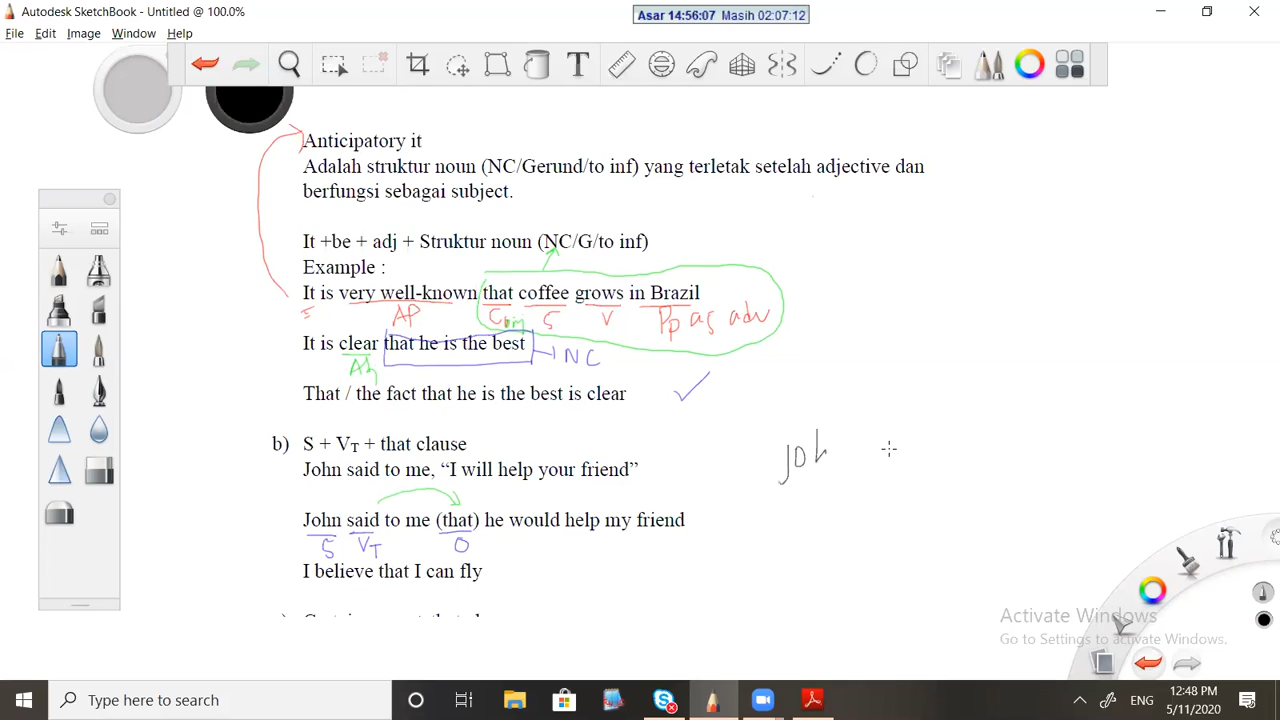 Autodesk SketchBook - Untitled @ 100.0%
Asar 14:56:07 Masih 02:07:12
File Edit Image Window Help
Anticipatory it
Adalah struktur noun (NC/Gerund/to inf) yang terletak setelah adjective dan
berfungsi sebagai subject.
It +be + adj + Struktur noun (NC/G/to inf)
Example :
It is very well-known that coffee grows in Brazil
S AP Conj S V Pp as adv
It is clear that he is the best
NC
That / the fact that he is the best is clear
b) S + VT + that clause
John said to me, “I will help your friend”
joh
John said to me (that) he would help my friend
S VT O
I believe that I can fly
Activate Windows
Go to Settings to activate Windows.
Type here to search
ENG
12:48 PM
5/11/2020